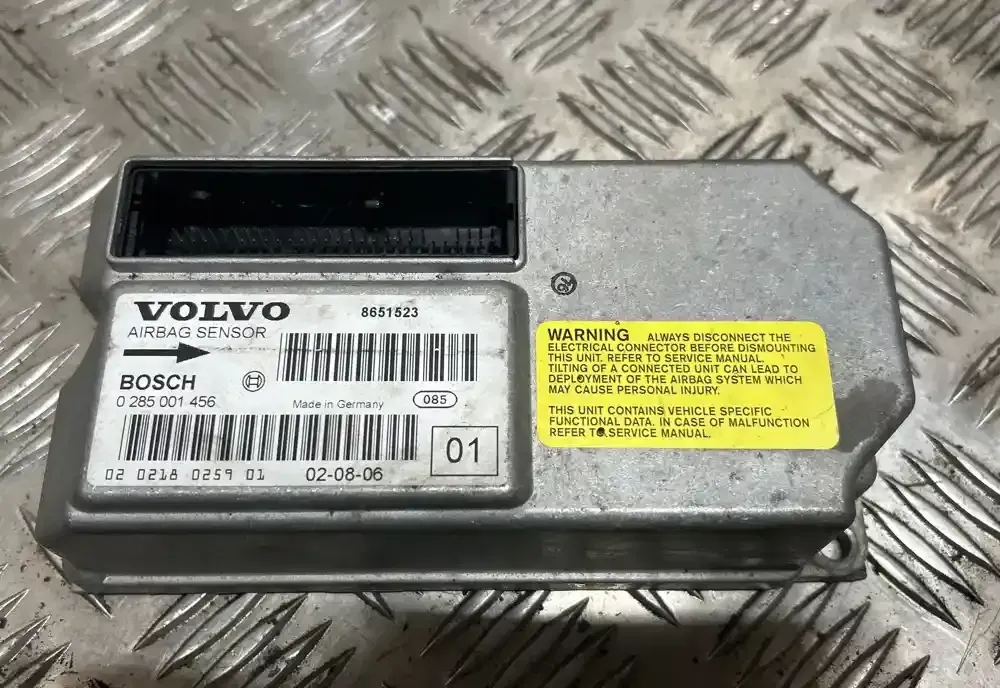 VOLVO
8651523
AIRBAG SENSOR
BOSCH
0 285 001 456
Made in Germany
085
02 0218 0259 01
02-08-06
01
WARNING ALWAYS DISCONNECT THE
ELECTRICAL CONNECTOR BEFORE DISMOUNTING
THIS UNIT. REFER TO SERVICE MANUAL.
TILTING OF A CONNECTED UNIT CAN LEAD TO
DEPLOYMENT OF THE AIRBAG SYSTEM WHICH
MAY CAUSE PERSONAL INJURY.
THIS UNIT CONTAINS VEHICLE SPECIFIC
FUNCTIONAL DATA. IN CASE OF MALFUNCTION
REFER TO SERVICE MANUAL.